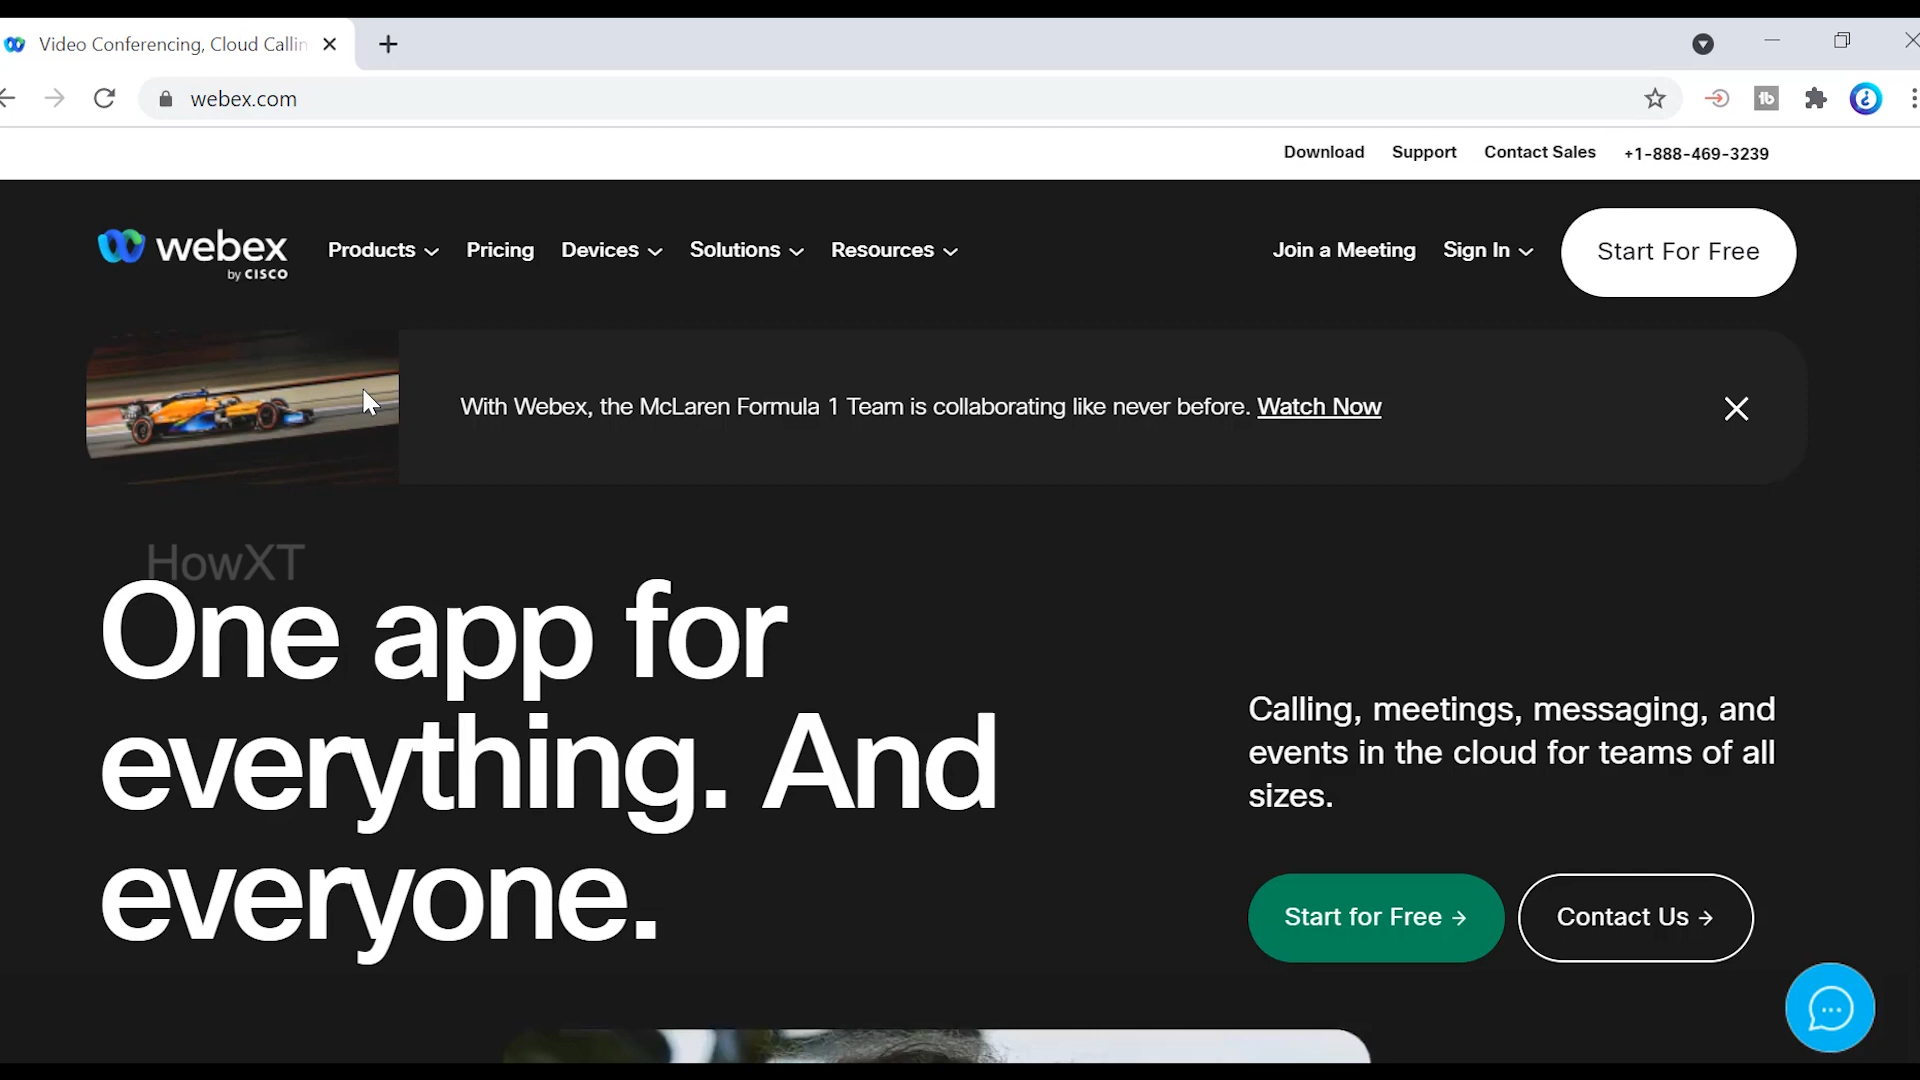 Video Conferencing, Cloud Callin
webex.com
Download Support Contact Sales +1-888-469-3239
webex by CISCO
Products Pricing Devices Solutions Resources Join a Meeting Sign In Start For Free
With Webex, the McLaren Formula 1 Team is collaborating like never before. Watch Now
HowXT
One app for
everything. And
everyone.
Calling, meetings, messaging, and
events in the cloud for teams of all
sizes.
Start for Free → Contact Us →